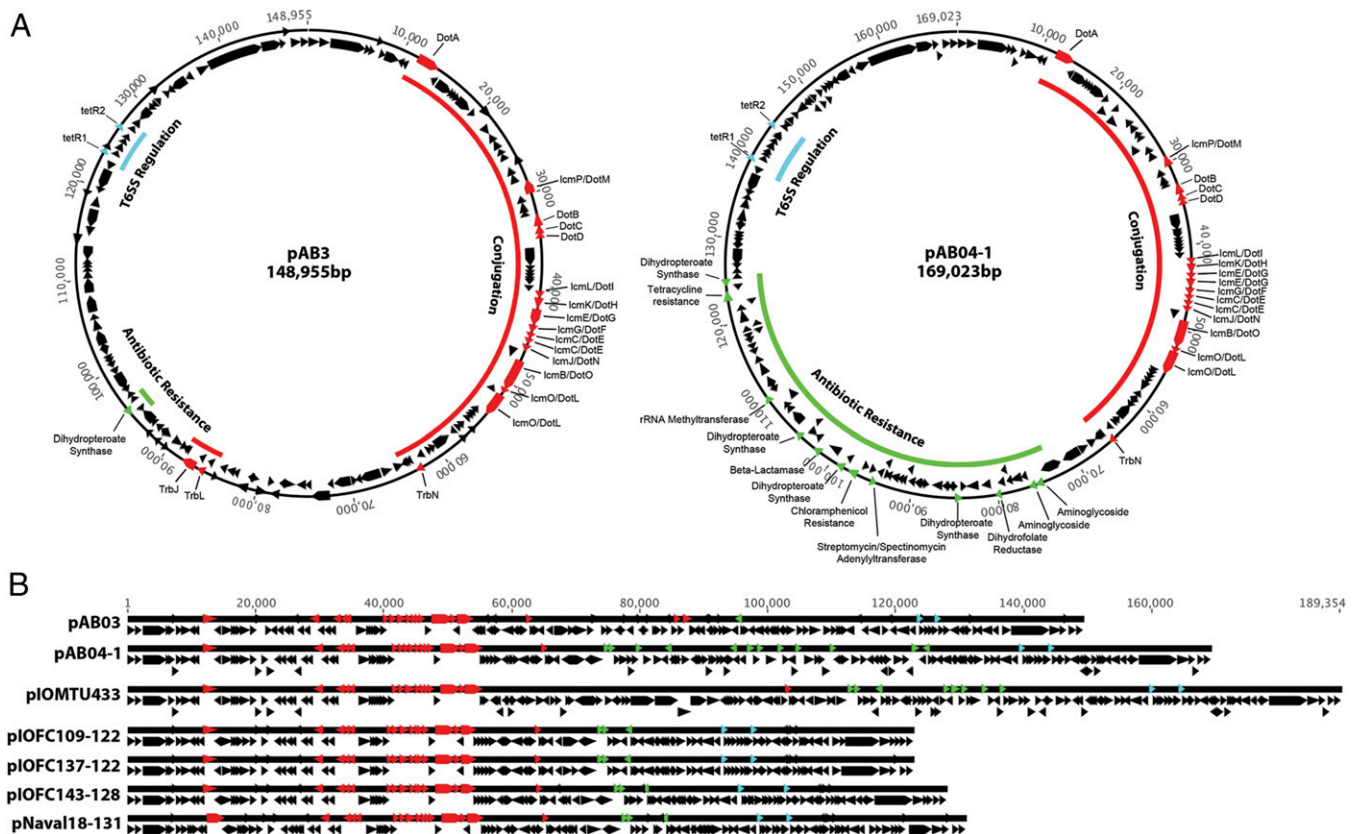 A
148,955
10,000
DotA
20,000
IcmP/DotM
30,000
DotB
DotC
DotD
40,000
IcmL/DotI
IcmK/DotH
IcmE/DotG
IcmG/DotF
IcmC/DotE
IcmC/DotE
IcmJ/DotN
IcmB/DotO
50,000
IcmO/DotL
IcmO/DotL
60,000
TrbN
70,000
80,000
TrbL
TrbJ
90,000
Dihydropteroate
Synthase
100,000
110,000
120,000
tetR1
tetR2
130,000
140,000
T6SS Regulation
Conjugation
Antibiotic Resistance
pAB3
148,955bp
169,023
10,000
DotA
20,000
IcmP/DotM
30,000
DotB
DotC
DotD
40,000
IcmL/DotI
IcmK/DotH
IcmE/DotG
IcmE/DotG
IcmG/DotF
IcmC/DotE
IcmC/DotE
IcmJ/DotN
50,000
IcmB/DotO
IcmO/DotL
IcmO/DotL
60,000
TrbN
70,000
Aminoglycoside
Aminoglycoside
80,000
Dihydrofolate
Reductase
Dihydropteroate
Synthase
90,000
Streptomycin/Spectinomycin
Adenylyltransferase
Chloramphenicol
Resistance
100,000
Dihydropteroate
Synthase
Beta-Lactamase
Dihydropteroate
Synthase
110,000
rRNA Methyltransferase
120,000
Tetracycline
resistance
Dihydropteroate
Synthase
130,000
140,000
tetR1
tetR2
150,000
160,000
T6SS Regulation
Conjugation
Antibiotic Resistance
pAB04-1
169,023bp
B
1 20,000 40,000 60,000 80,000 100,000 120,000 140,000 160,000 189,354
pAB03
pAB04-1
pIOMTU433
pIOFC109-122
pIOFC137-122
pIOFC143-128
pNaval18-131